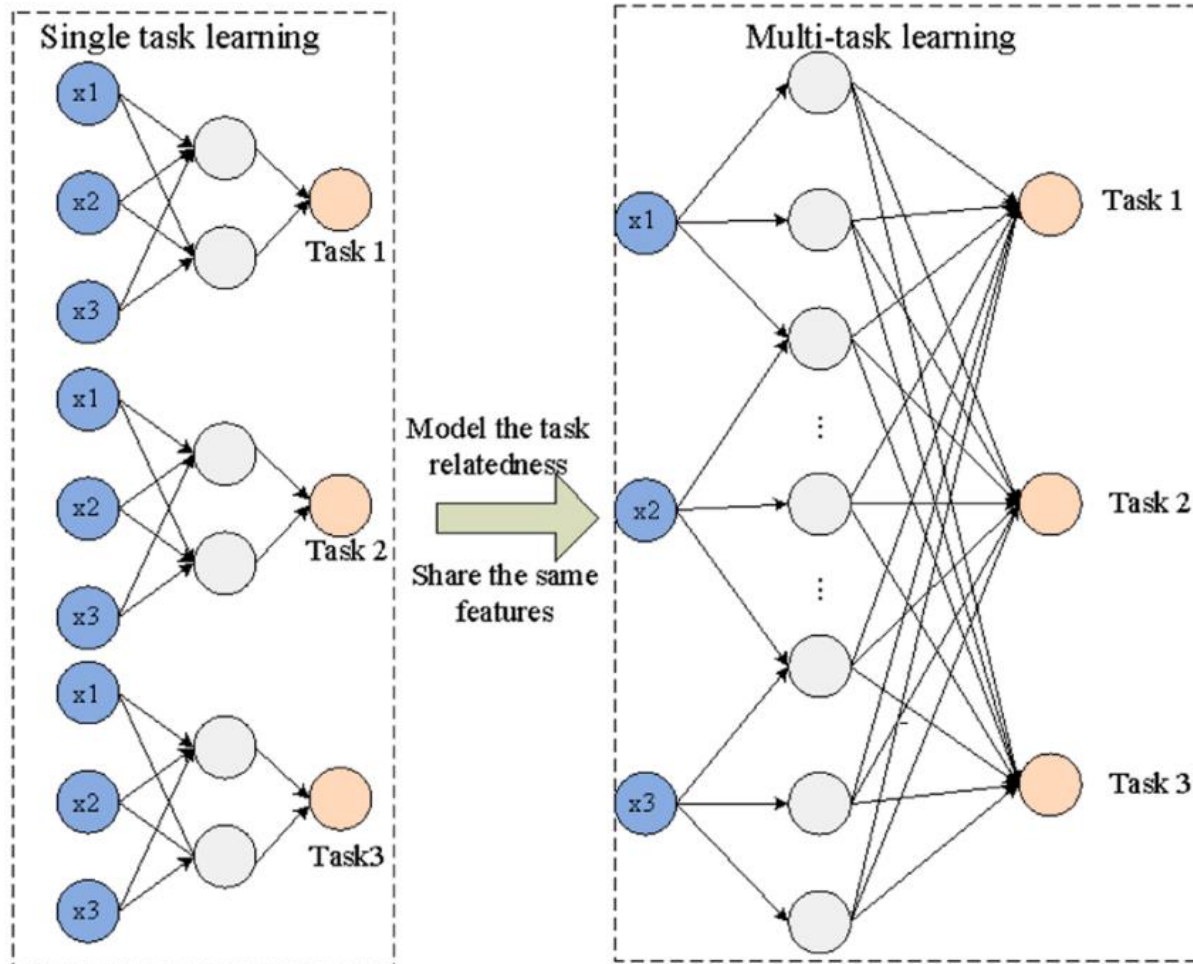 Single task learning
x1
x2
Task 1
x3
x1
x2
Task 2
x3
x1
x2
Task3
x3
Model the task
relatedness
Share the same
features
Multi-task learning
x1
Task 1
⋮
x2
Task 2
⋮
x3
Task 3